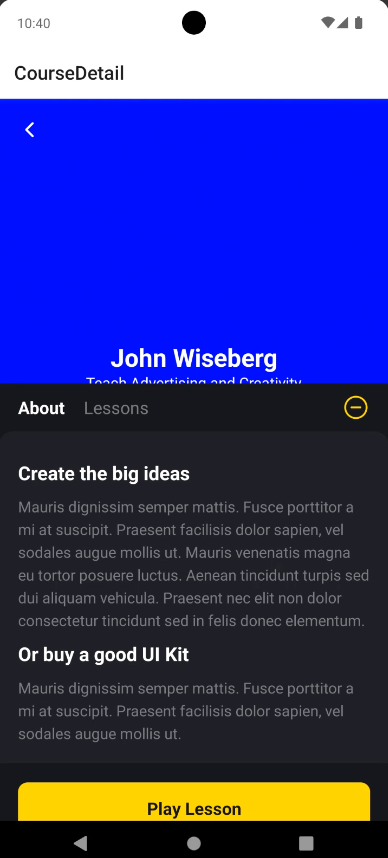 10:40
CourseDetail
John Wiseberg
Teach Advertising and Creativity
About Lessons
Create the big ideas
Mauris dignissim semper mattis. Fusce porttitor a
mi at suscipit. Praesent facilisis dolor sapien, vel
sodales augue mollis ut. Mauris venenatis magna
eu tortor posuere luctus. Aenean tincidunt turpis sed
dui aliquam vehicula. Praesent nec elit non dolor
consectetur tincidunt sed in felis donec elementum.
Or buy a good UI Kit
Mauris dignissim semper mattis. Fusce porttitor a
mi at suscipit. Praesent facilisis dolor sapien, vel
sodales augue mollis ut.
Play Lesson